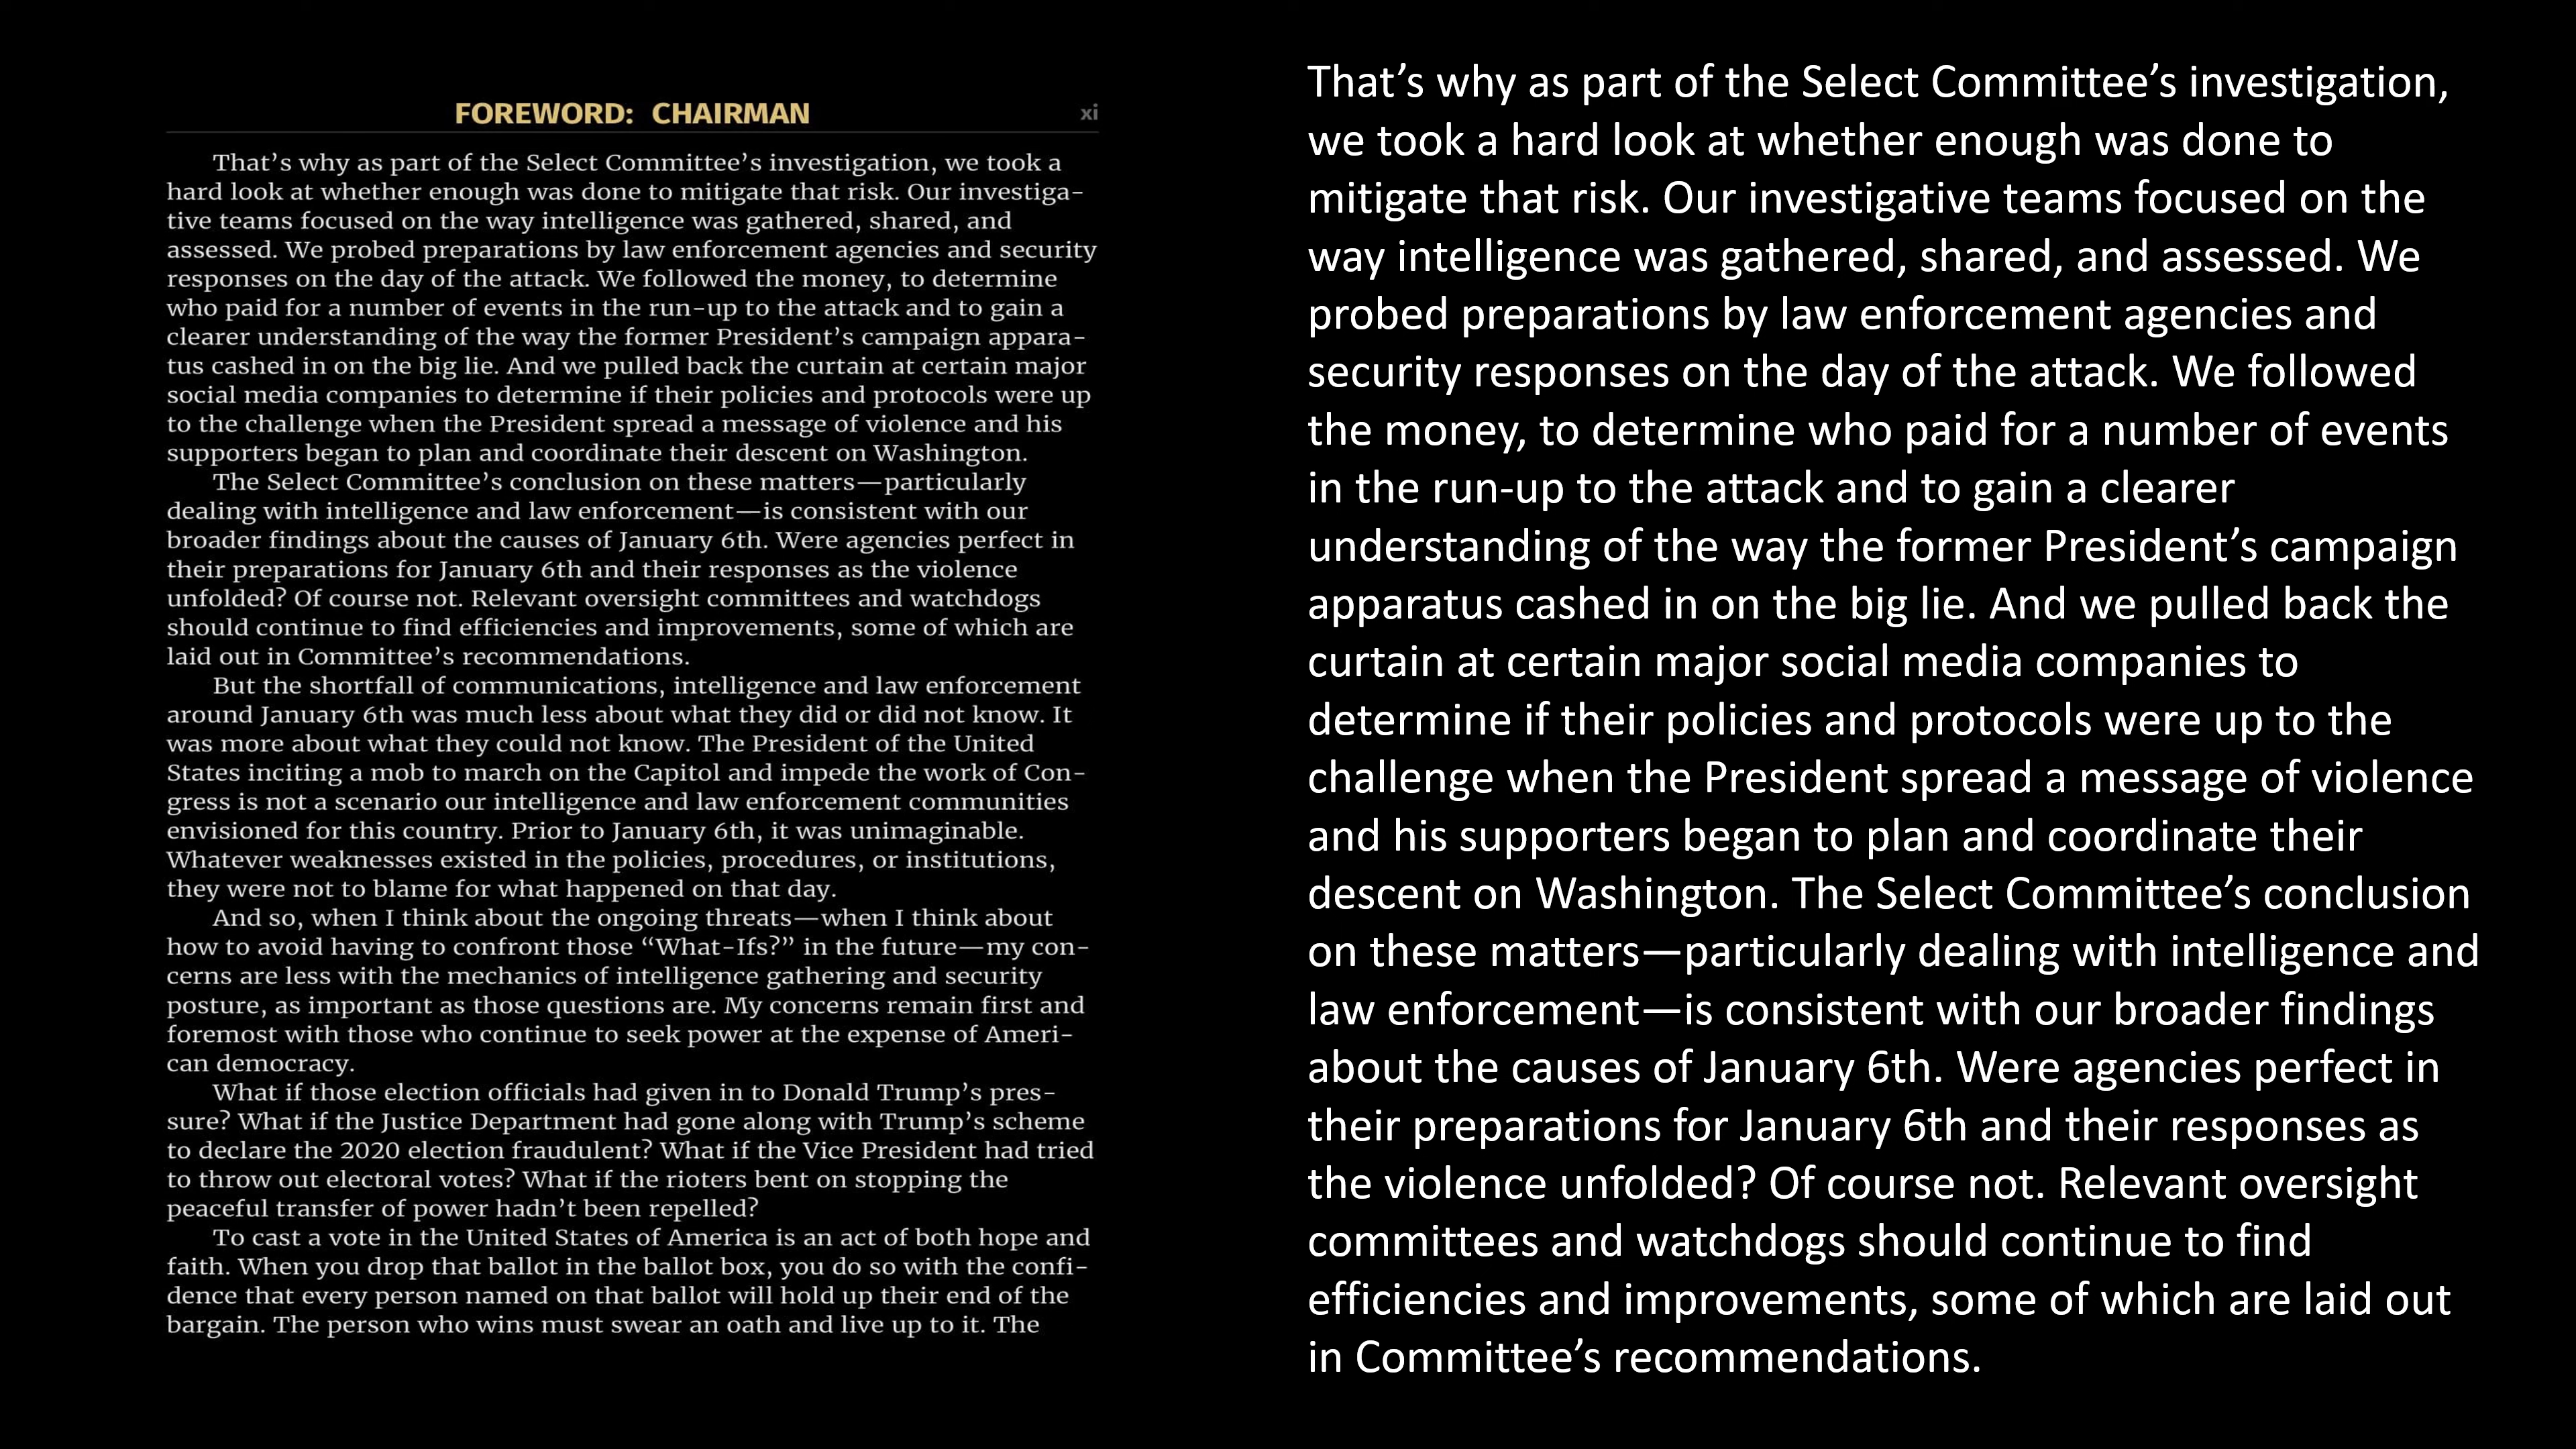 FOREWORD: CHAIRMAN xi
That’s why as part of the Select Committee’s investigation, we took a
hard look at whether enough was done to mitigate that risk. Our investiga-
tive teams focused on the way intelligence was gathered, shared, and
assessed. We probed preparations by law enforcement agencies and security
responses on the day of the attack. We followed the money, to determine
who paid for a number of events in the run-up to the attack and to gain a
clearer understanding of the way the former President’s campaign appara-
tus cashed in on the big lie. And we pulled back the curtain at certain major
social media companies to determine if their policies and protocols were up
to the challenge when the President spread a message of violence and his
supporters began to plan and coordinate their descent on Washington.
The Select Committee’s conclusion on these matters—particularly
dealing with intelligence and law enforcement—is consistent with our
broader findings about the causes of January 6th. Were agencies perfect in
their preparations for January 6th and their responses as the violence
unfolded? Of course not. Relevant oversight committees and watchdogs
should continue to find efficiencies and improvements, some of which are
laid out in Committee’s recommendations.
But the shortfall of communications, intelligence and law enforcement
around January 6th was much less about what they did or did not know. It
was more about what they could not know. The President of the United
States inciting a mob to march on the Capitol and impede the work of Con-
gress is not a scenario our intelligence and law enforcement communities
envisioned for this country. Prior to January 6th, it was unimaginable.
Whatever weaknesses existed in the policies, procedures, or institutions,
they were not to blame for what happened on that day.
And so, when I think about the ongoing threats—when I think about
how to avoid having to confront those “What-Ifs?” in the future—my con-
cerns are less with the mechanics of intelligence gathering and security
posture, as important as those questions are. My concerns remain first and
foremost with those who continue to seek power at the expense of Ameri-
can democracy.
What if those election officials had given in to Donald Trump’s pres-
sure? What if the Justice Department had gone along with Trump’s scheme
to declare the 2020 election fraudulent? What if the Vice President had tried
to throw out electoral votes? What if the rioters bent on stopping the
peaceful transfer of power hadn’t been repelled?
To cast a vote in the United States of America is an act of both hope and
faith. When you drop that ballot in the ballot box, you do so with the confi-
dence that every person named on that ballot will hold up their end of the
bargain. The person who wins must swear an oath and live up to it. The
That’s why as part of the Select Committee’s investigation,
we took a hard look at whether enough was done to
mitigate that risk. Our investigative teams focused on the
way intelligence was gathered, shared, and assessed. We
probed preparations by law enforcement agencies and
security responses on the day of the attack. We followed
the money, to determine who paid for a number of events
in the run-up to the attack and to gain a clearer
understanding of the way the former President’s campaign
apparatus cashed in on the big lie. And we pulled back the
curtain at certain major social media companies to
determine if their policies and protocols were up to the
challenge when the President spread a message of violence
and his supporters began to plan and coordinate their
descent on Washington. The Select Committee’s conclusion
on these matters—particularly dealing with intelligence and
law enforcement—is consistent with our broader findings
about the causes of January 6th. Were agencies perfect in
their preparations for January 6th and their responses as
the violence unfolded? Of course not. Relevant oversight
committees and watchdogs should continue to find
efficiencies and improvements, some of which are laid out
in Committee’s recommendations.